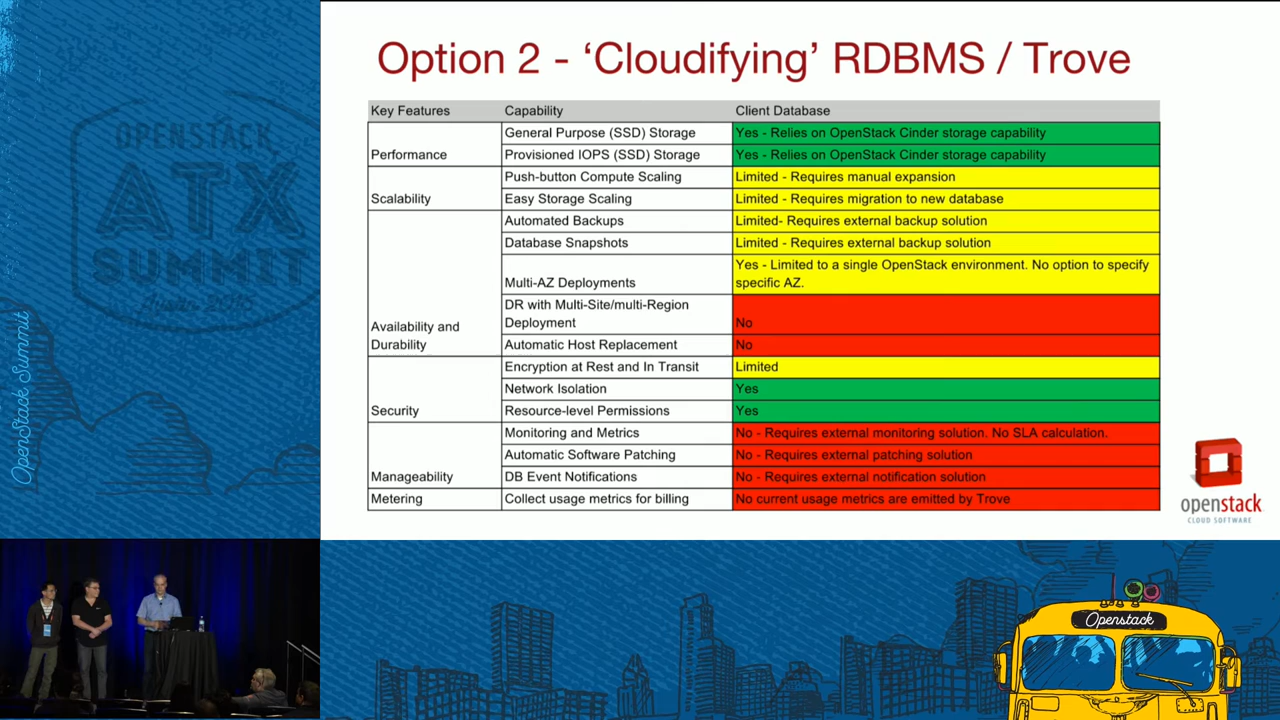 Option 2 - ‘Cloudifying’ RDBMS / Trove
Key Features Capability Client Database
General Purpose (SSD) Storage Yes - Relies on OpenStack Cinder storage capability
Performance Provisioned IOPS (SSD) Storage Yes - Relies on OpenStack Cinder storage capability
Push-button Compute Scaling Limited - Requires manual expansion
Scalability Easy Storage Scaling Limited - Requires migration to new database
Automated Backups Limited- Requires external backup solution
Database Snapshots Limited - Requires external backup solution
Yes - Limited to a single OpenStack environment. No option to specify
Multi-AZ Deployments specific AZ.
DR with Multi-Site/multi-Region
Availability and Deployment No
Durability Automatic Host Replacement No
Encryption at Rest and In Transit Limited
Network Isolation Yes
Security Resource-level Permissions Yes
Monitoring and Metrics No - Requires external monitoring solution. No SLA calculation.
Automatic Software Patching No - Requires external patching solution
Manageability DB Event Notifications No - Requires external notification solution
Metering Collect usage metrics for billing No current usage metrics are emitted by Trove
openstack
CLOUD SOFTWARE
OPENSTACK
ATX
SUMMIT
OpenStack Summit
Openstack